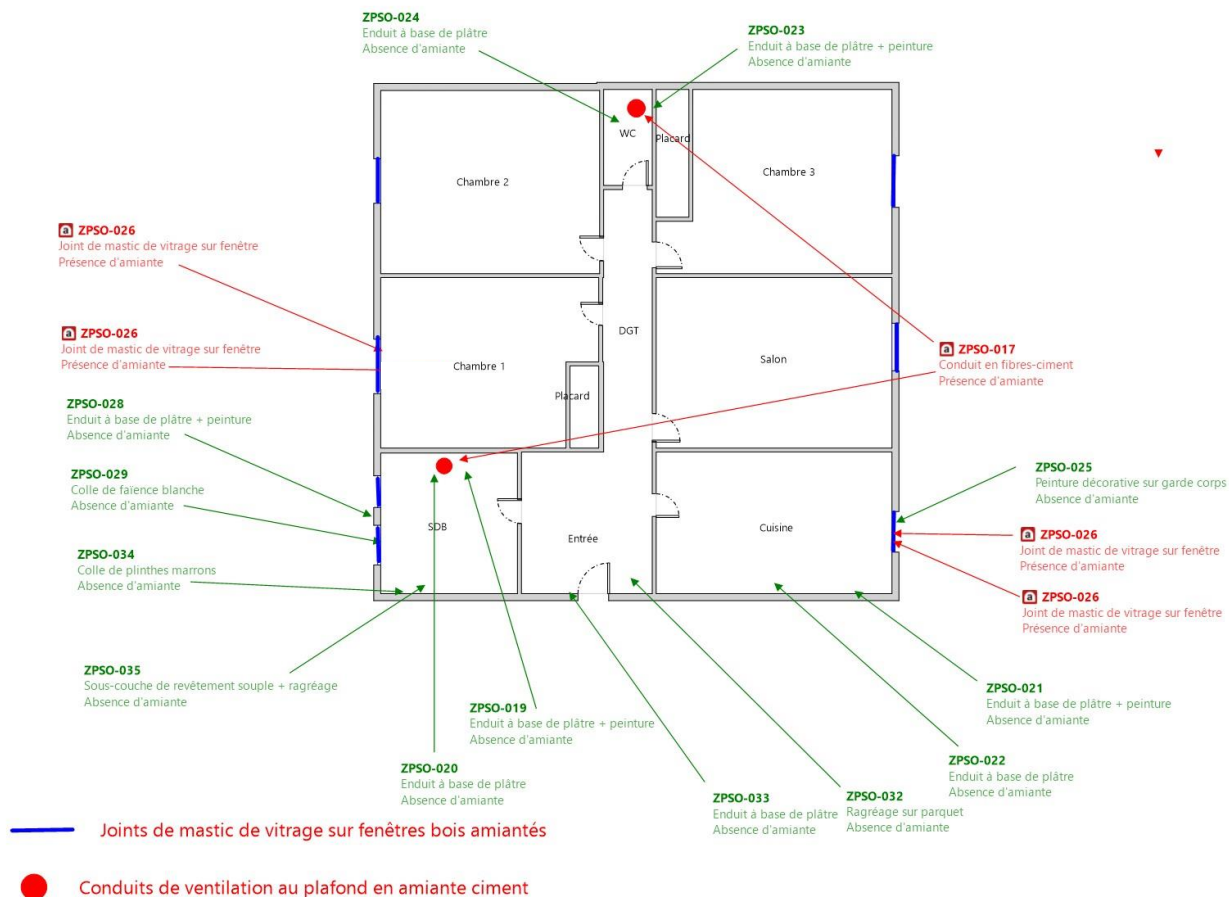 ZPSO-024
Enduit à base de plâtre
Absence d'amiante
ZPSO-023
Enduit à base de plâtre + peinture
Absence d'amiante
WC
Placard
Chambre 2
Chambre 3
a ZPSO-026
Joint de mastic de vitrage sur fenêtre
Présence d'amiante
a ZPSO-026
Joint de mastic de vitrage sur fenêtre
Présence d'amiante
DGT
Chambre 1
Salon
Placard
a ZPSO-017
Conduit en fibres-ciment
Présence d'amiante
ZPSO-028
Enduit à base de plâtre + peinture
Absence d'amiante
ZPSO-029
Colle de faïence blanche
Absence d'amiante
ZPSO-034
Colle de plinthes marrons
Absence d'amiante
SDB
Entrée
Cuisine
ZPSO-025
Peinture décorative sur garde corps
Absence d'amiante
a ZPSO-026
Joint de mastic de vitrage sur fenêtre
Présence d'amiante
a ZPSO-026
Joint de mastic de vitrage sur fenêtre
Présence d'amiante
ZPSO-035
Sous-couche de revêtement souple + ragréage
Absence d'amiante
ZPSO-019
Enduit à base de plâtre + peinture
Absence d'amiante
ZPSO-020
Enduit à base de plâtre
Absence d'amiante
ZPSO-021
Enduit à base de plâtre + peinture
Absence d'amiante
ZPSO-022
Enduit à base de plâtre
Absence d'amiante
ZPSO-033
Enduit à base de plâtre
Absence d'amiante
ZPSO-032
Ragréage sur parquet
Absence d'amiante
Joints de mastic de vitrage sur fenêtres bois amiantés
Conduits de ventilation au plafond en amiante ciment